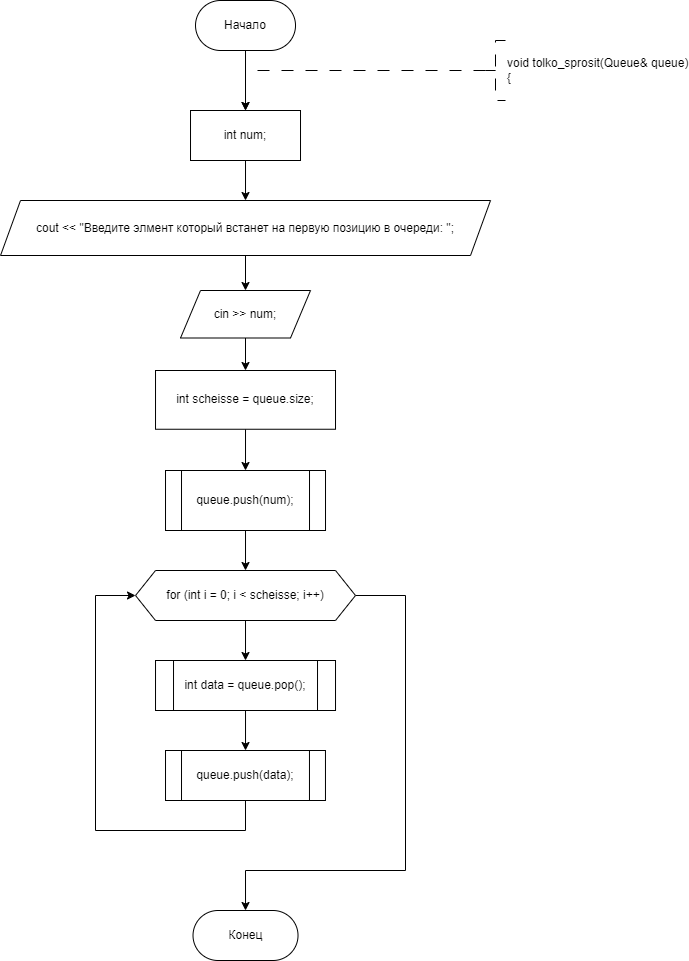 Начало
void tolko_sprosit(Queue& queue)
{
int num;
cout << "Введите элмент который встанет на первую позицию в очереди: ";
cin >> num;
int scheisse = queue.size;
queue.push(num);
for (int i = 0; i < scheisse; i++)
int data = queue.pop();
queue.push(data);
Конец